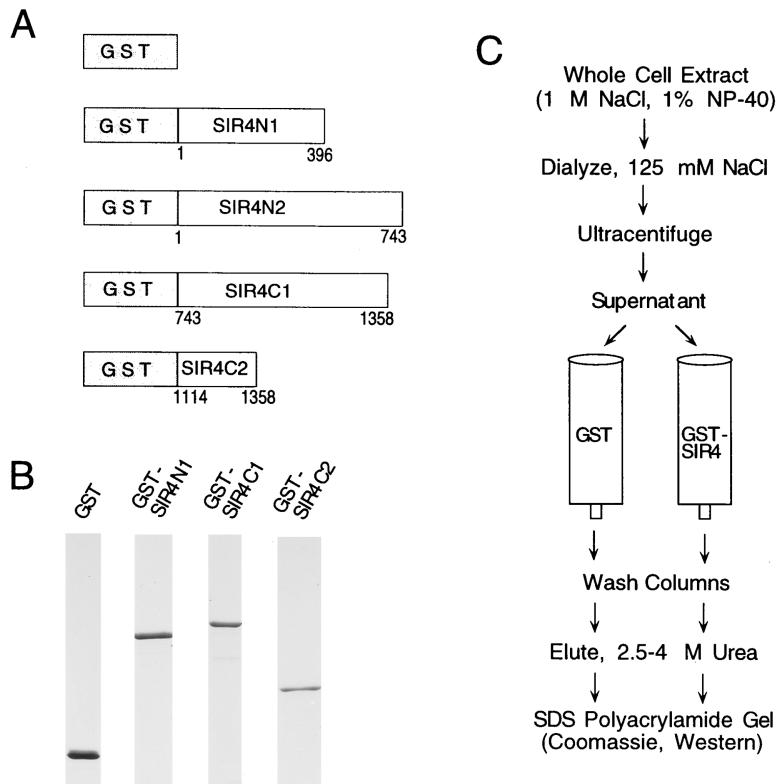 A
GST
GST SIR4N1
1 396
GST SIR4N2
1 743
GST SIR4C1
743 1358
GST SIR4C2
1114 1358
B
GST
GST-
SIR4N1
GST-
SIR4C1
GST-
SIR4C2
C
Whole Cell Extract
(1 M NaCl, 1% NP-40)
Dialyze, 125 mM NaCl
Ultracentifuge
Supernatant
GST
GST-
SIR4
Wash Columns
Elute, 2.5-4 M Urea
SDS Polyacrylamide Gel
(Coomassie, Western)